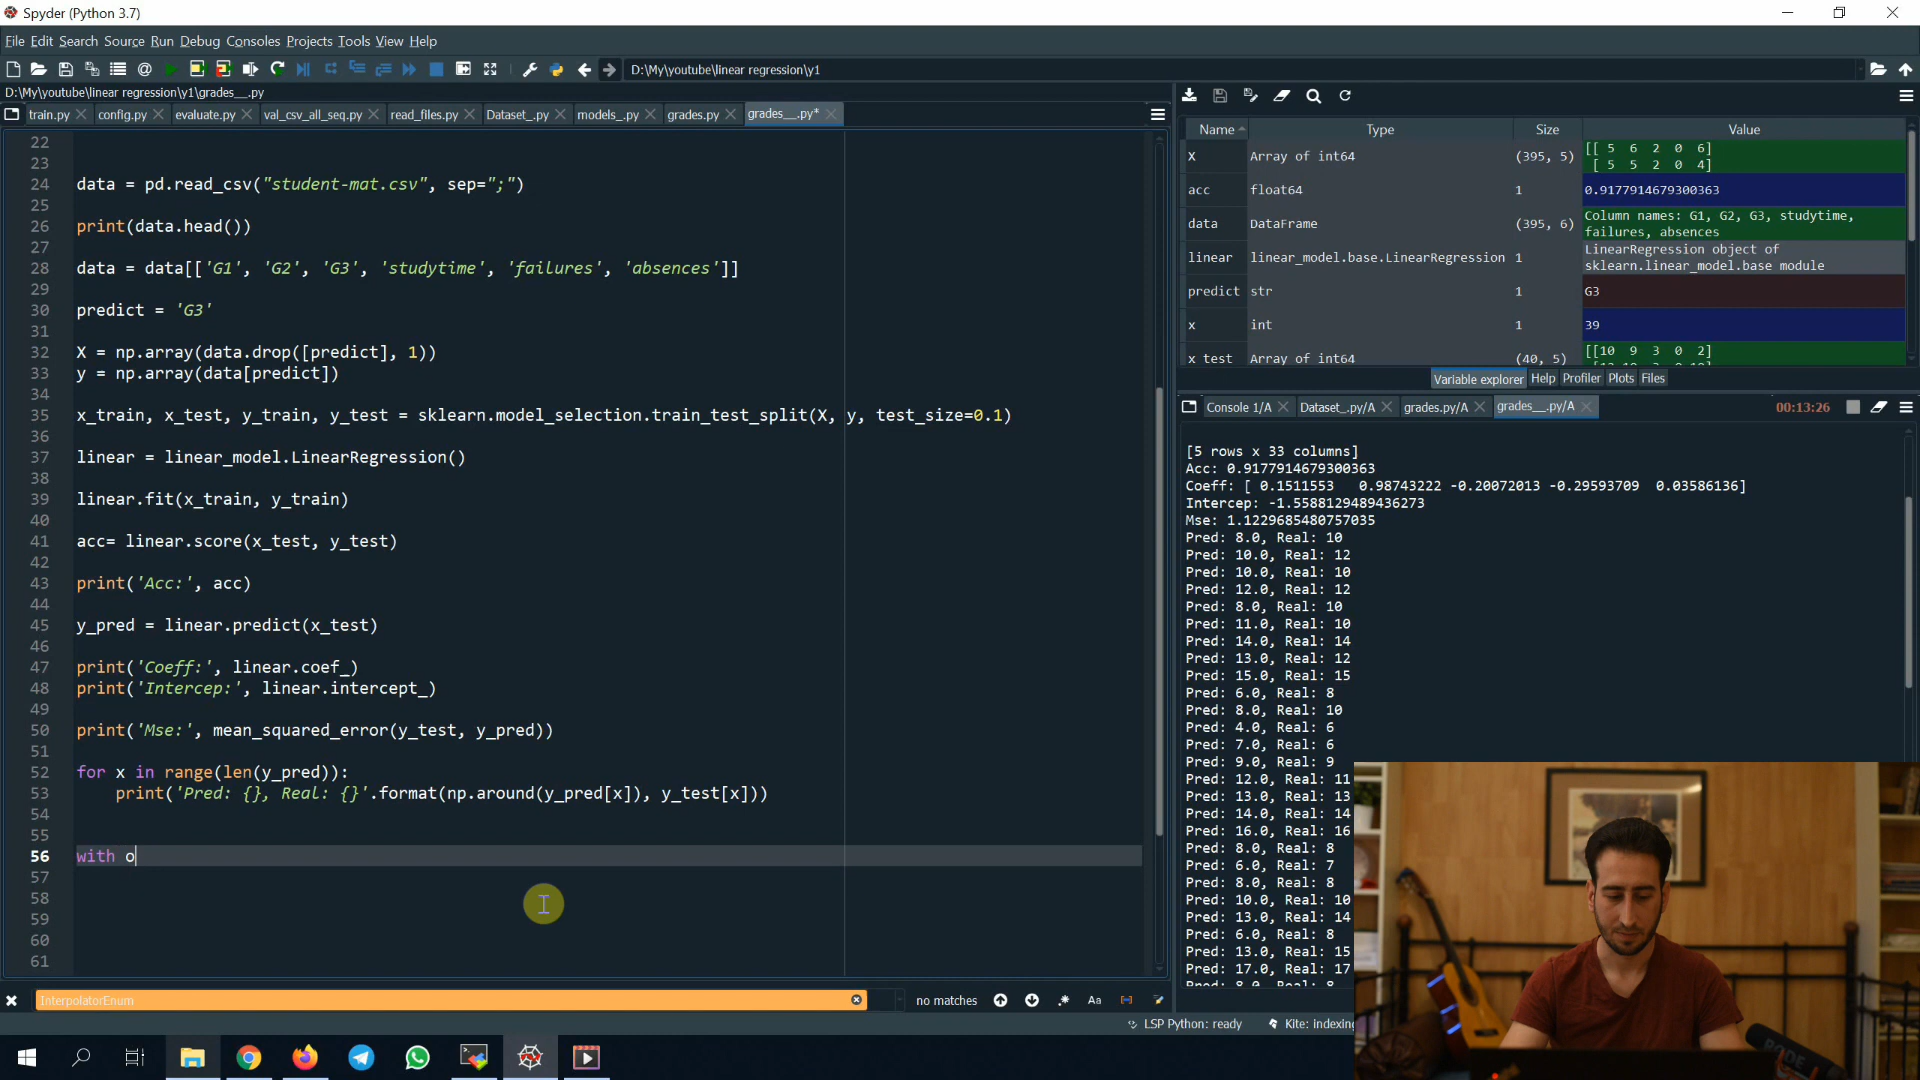 Spyder (Python 3.7)
File Edit Search Source Run Debug Consoles Projects Tools View Help
D:\My\youtube\linear regression\y1
D:\My\youtube\linear regression\y1\grades__.py
train.py config.py evaluate.py val_csv_all_seq.py read_files.py Dataset_.py models_.py grades.py grades__.py*
22
23
24 data = pd.read_csv("student-mat.csv", sep=";")
25
26 print(data.head())
27
28 data = data[['G1', 'G2', 'G3', 'studytime', 'failures', 'absences']]
29
30 predict = 'G3'
31
32 X = np.array(data.drop([predict], 1))
33 y = np.array(data[predict])
34
35 x_train, x_test, y_train, y_test = sklearn.model_selection.train_test_split(X, y, test_size=0.1)
36
37 linear = linear_model.LinearRegression()
38
39 linear.fit(x_train, y_train)
40
41 acc= linear.score(x_test, y_test)
42
43 print('Acc:', acc)
44
45 y_pred = linear.predict(x_test)
46
47 print('Coeff:', linear.coef_)
48 print('Intercep:', linear.intercept_)
49
50 print('Mse:', mean_squared_error(y_test, y_pred))
51
52 for x in range(len(y_pred)):
53 print('Pred: {}, Real: {}'.format(np.around(y_pred[x]), y_test[x]))
54
55
56 with o
57
58
59
60
61
InterpolatorEnum no matches Aa
Name Type Size Value
X Array of int64 (395, 5) [[ 5 6 2 0 6]
[ 5 5 2 0 4]
acc float64 1 0.9177914679300363
data DataFrame (395, 6) Column names: G1, G2, G3, studytime,
failures, absences
linear linear_model.base.LinearRegression 1 LinearRegression object of
sklearn.linear_model.base module
predict str 1 G3
x int 1 39
x_test Array of int64 (40, 5) [[10 9 3 0 2]
Variable explorer Help Profiler Plots Files
Console 1/A Dataset_.py/A grades.py/A grades__.py/A 00:13:26
[5 rows x 33 columns]
Acc: 0.9177914679300363
Coeff: [ 0.1511553 0.98743222 -0.20072013 -0.29593709 0.03586136]
Intercep: -1.5588129489436273
Mse: 1.1229685480757035
Pred: 8.0, Real: 10
Pred: 10.0, Real: 12
Pred: 10.0, Real: 10
Pred: 12.0, Real: 12
Pred: 8.0, Real: 10
Pred: 11.0, Real: 10
Pred: 14.0, Real: 14
Pred: 13.0, Real: 12
Pred: 15.0, Real: 15
Pred: 6.0, Real: 8
Pred: 8.0, Real: 10
Pred: 4.0, Real: 6
Pred: 7.0, Real: 6
Pred: 9.0, Real: 9
Pred: 12.0, Real: 11
Pred: 13.0, Real: 13
Pred: 14.0, Real: 14
Pred: 16.0, Real: 16
Pred: 8.0, Real: 8
Pred: 6.0, Real: 7
Pred: 8.0, Real: 8
Pred: 10.0, Real: 10
Pred: 13.0, Real: 14
Pred: 6.0, Real: 8
Pred: 13.0, Real: 15
Pred: 17.0, Real: 17
Pred: 8.0, Real: 8
LSP Python: ready Kite: indexing
RODE